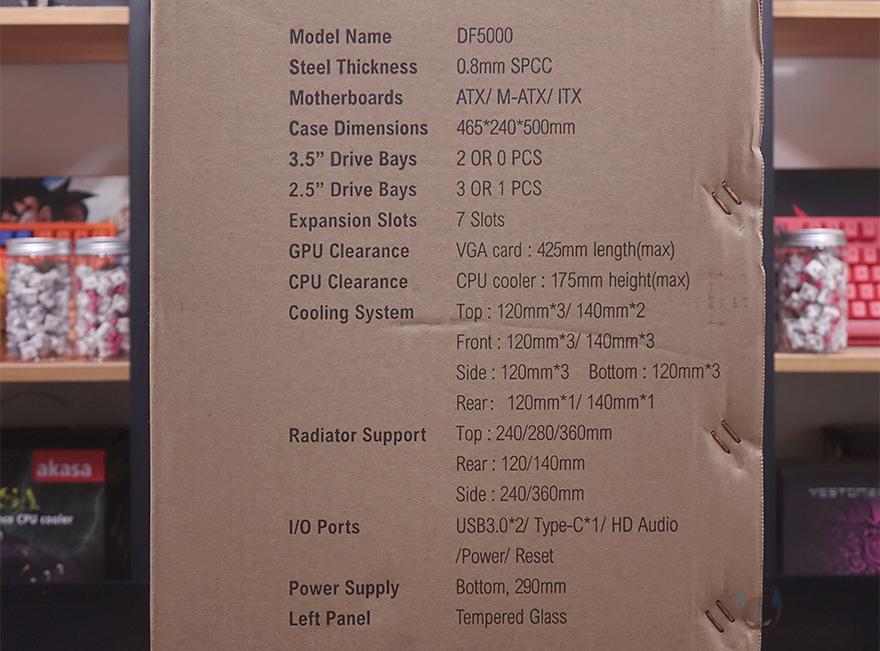 Model Name DF5000
Steel Thickness 0.8mm SPCC
Motherboards ATX/ M-ATX/ ITX
Case Dimensions 465*240*500mm
3.5” Drive Bays 2 OR 0 PCS
2.5” Drive Bays 3 OR 1 PCS
Expansion Slots 7 Slots
GPU Clearance VGA card : 425mm length(max)
CPU Clearance CPU cooler : 175mm height(max)
Cooling System Top : 120mm*3/ 140mm*2
Front : 120mm*3/ 140mm*3
Side : 120mm*3 Bottom : 120mm*3
Rear : 120mm*1/ 140mm*1
Radiator Support Top : 240/280/360mm
Rear : 120/140mm
Side : 240/360mm
I/O Ports USB3.0*2/ Type-C*1/ HD Audio
/Power/ Reset
Power Supply Bottom, 290mm
Left Panel Tempered Glass
akasa
CPU cooler